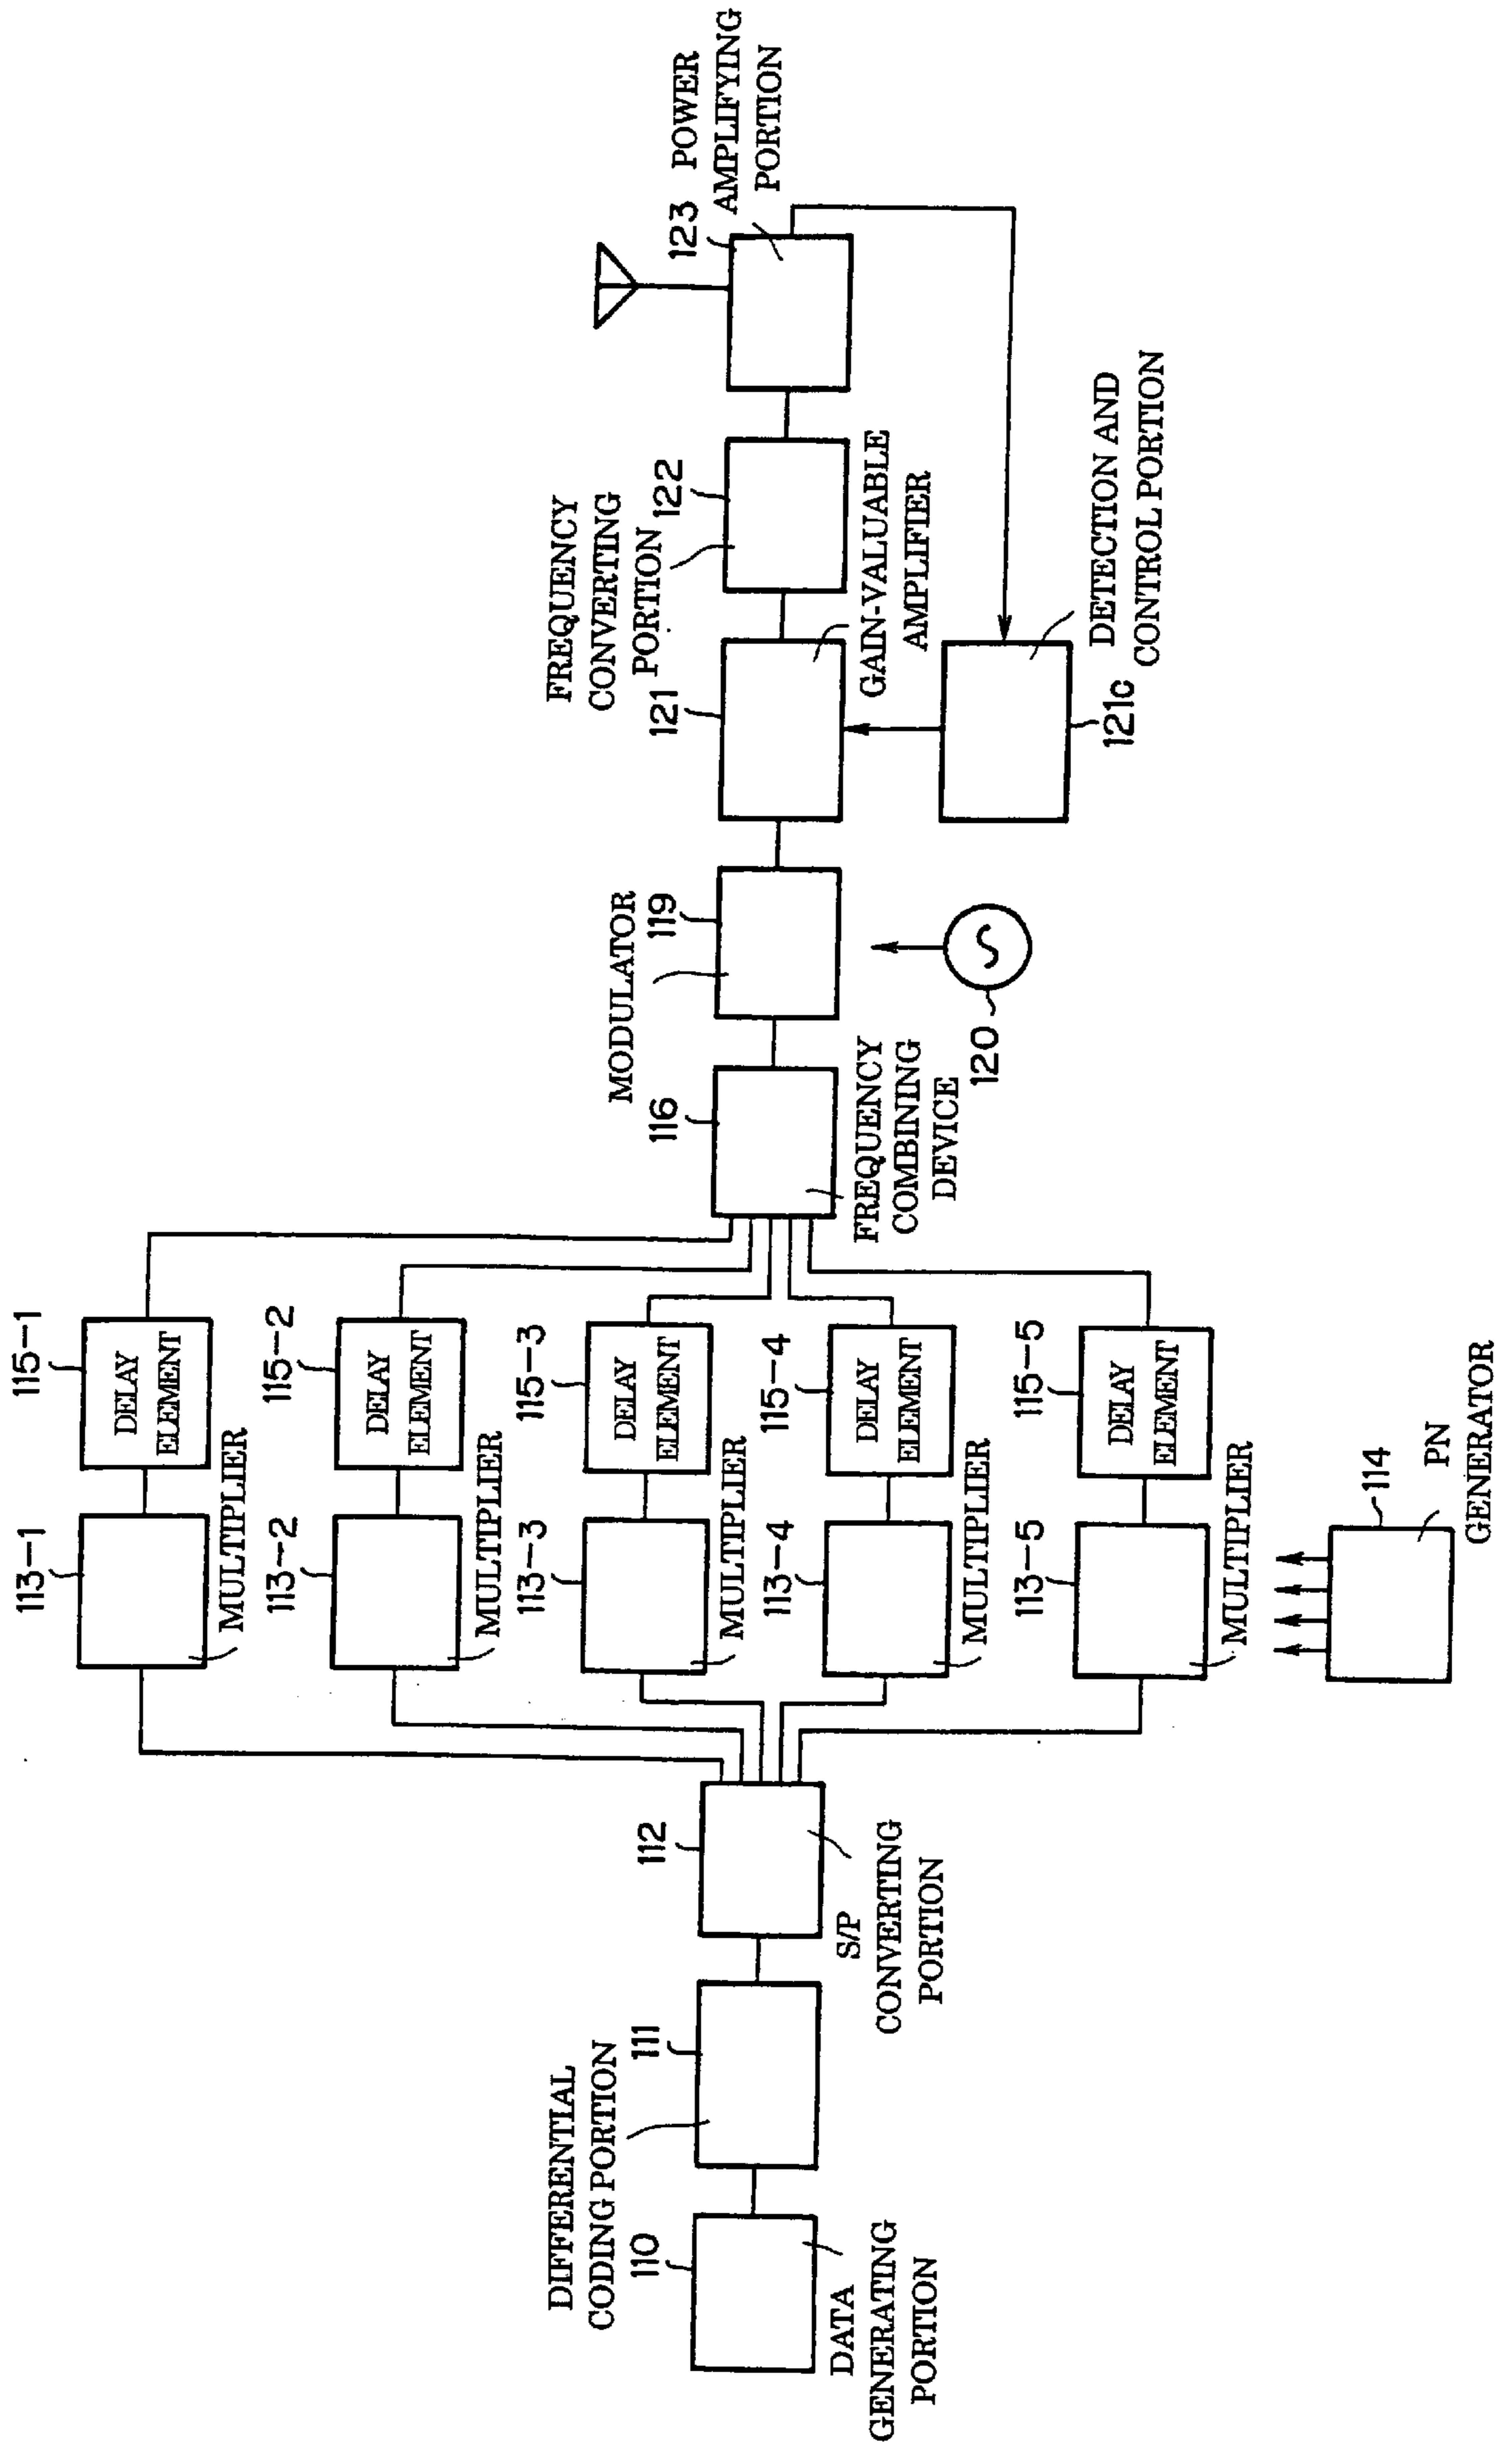 110
DATA
GENERATING
PORTION
DIFFERENTIAL
CODING PORTION
111
112
S/P
CONVERTING
PORTION
113-1
MULTIPLIER
113-2
MULTIPLIER
113-3
MULTIPLIER
113-4
MULTIPLIER
113-5
MULTIPLIER
114
PN
GENERATOR
115-1
DELAY
ELEMENT
115-2
DELAY
ELEMENT
115-3
DELAY
ELEMENT
115-4
DELAY
ELEMENT
115-5
DELAY
ELEMENT
116
FREQUENCY
COMBINING
DEVICE
MODULATOR
119
120
121
GAIN-VALUABLE
AMPLIFIER
121c
DETECTION AND
CONTROL PORTION
FREQUENCY
CONVERTING
PORTION
122
123
POWER
AMPLIFYING
PORTION